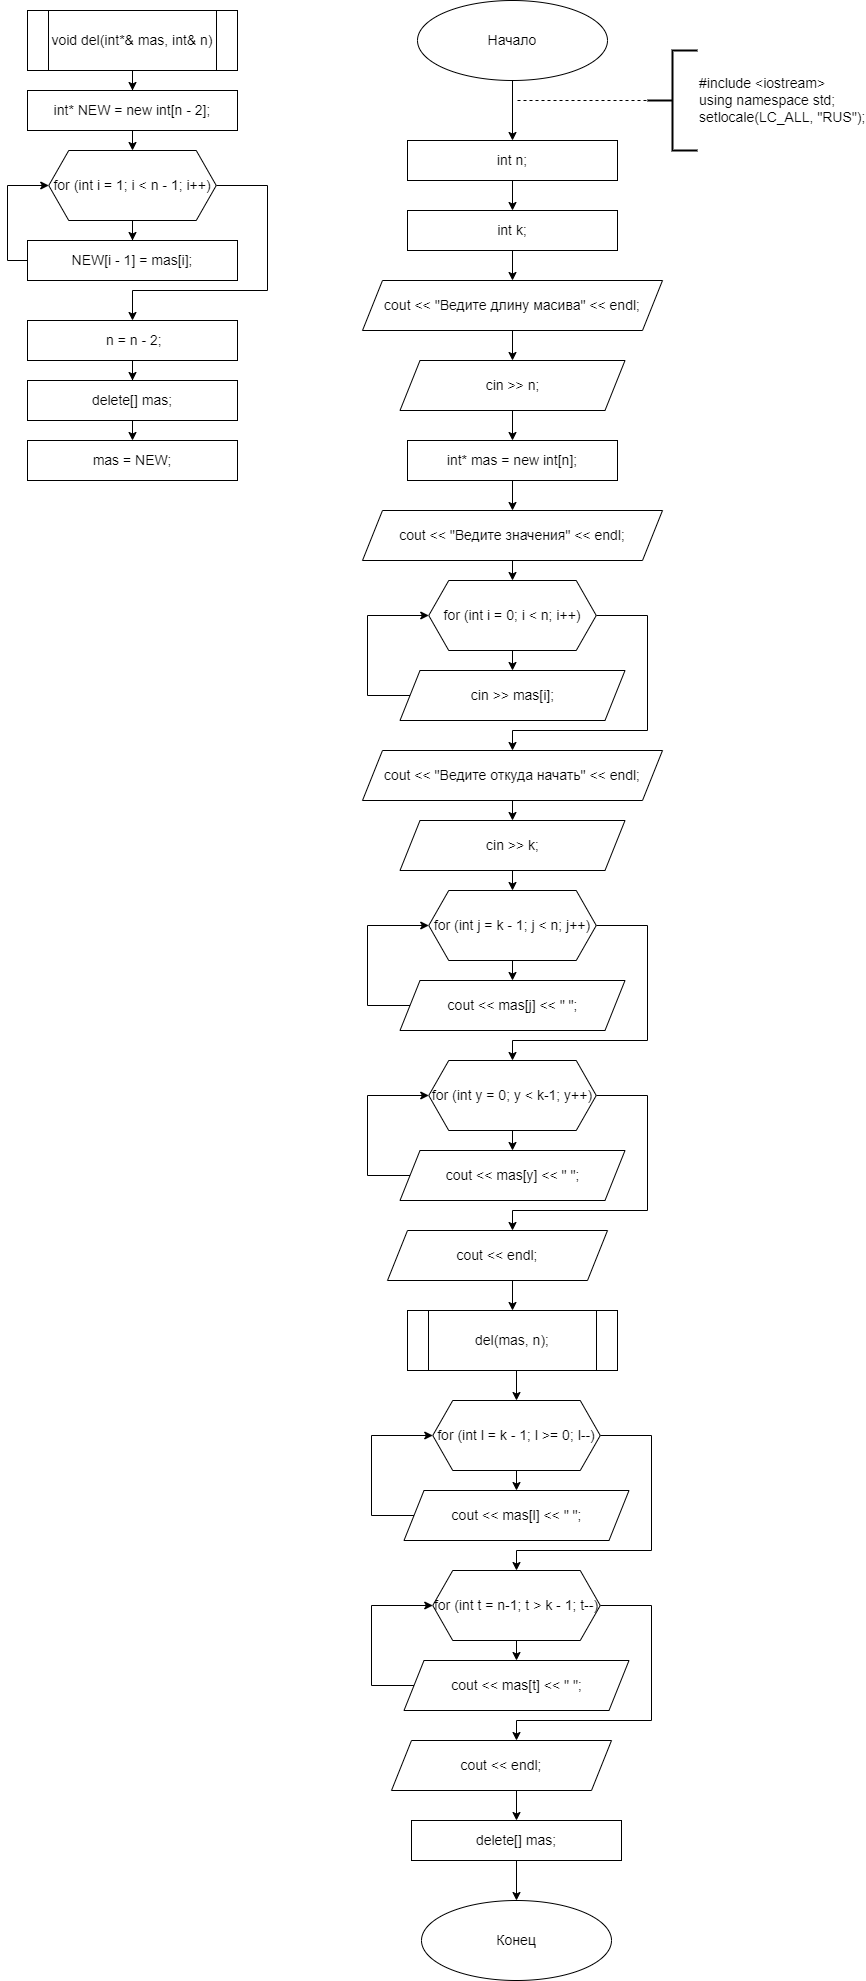 void del(int*& mas, int& n)
int* NEW = new int[n - 2];
for (int i = 1; i < n - 1; i++)
NEW[i - 1] = mas[i];
n = n - 2;
delete[] mas;
mas = NEW;
Начало
#include <iostream>
using namespace std;
setlocale(LC_ALL, "RUS");
int n;
int k;
cout << "Ведите длину масива" << endl;
cin >> n;
int* mas = new int[n];
cout << "Ведите значения" << endl;
for (int i = 0; i < n; i++)
cin >> mas[i];
cout << "Ведите откуда начать" << endl;
cin >> k;
for (int j = k - 1; j < n; j++)
cout << mas[j] << " ";
for (int y = 0; y < k-1; y++)
cout << mas[y] << " ";
cout << endl;
del(mas, n);
for (int l = k - 1; l >= 0; l--)
cout << mas[l] << " ";
for (int t = n-1; t > k - 1; t--)
cout << mas[t] << " ";
cout << endl;
delete[] mas;
Конец